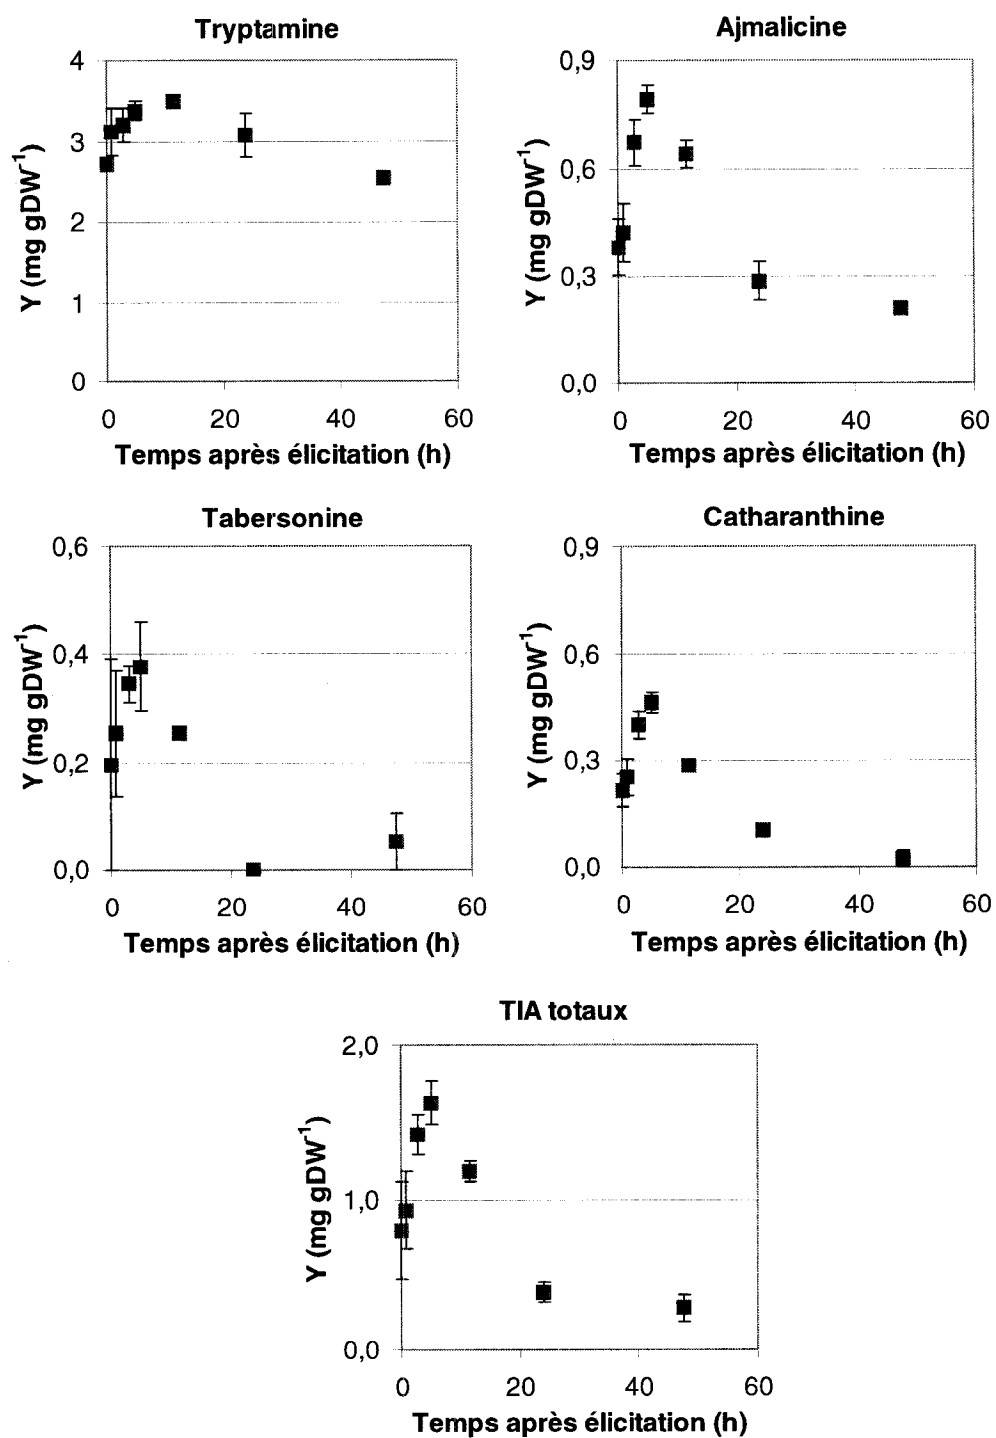 Tryptamine
Ajmalicine
4
3
2
1
0
Y (mg gDW⁻¹)
0 20 40 60
Temps après élicitation (h)
0,9
0,6
0,3
0,0
Y (mg gDW⁻¹)
0 20 40 60
Temps après élicitation (h)
Tabersonine
Catharanthine
0,6
0,4
0,2
0,0
Y (mg gDW⁻¹)
0 20 40 60
Temps après élicitation (h)
0,9
0,6
0,3
0,0
Y (mg gDW⁻¹)
0 20 40 60
Temps après élicitation (h)
TIA totaux
2,0
1,0
0,0
Y (mg gDW⁻¹)
0 20 40 60
Temps après élicitation (h)